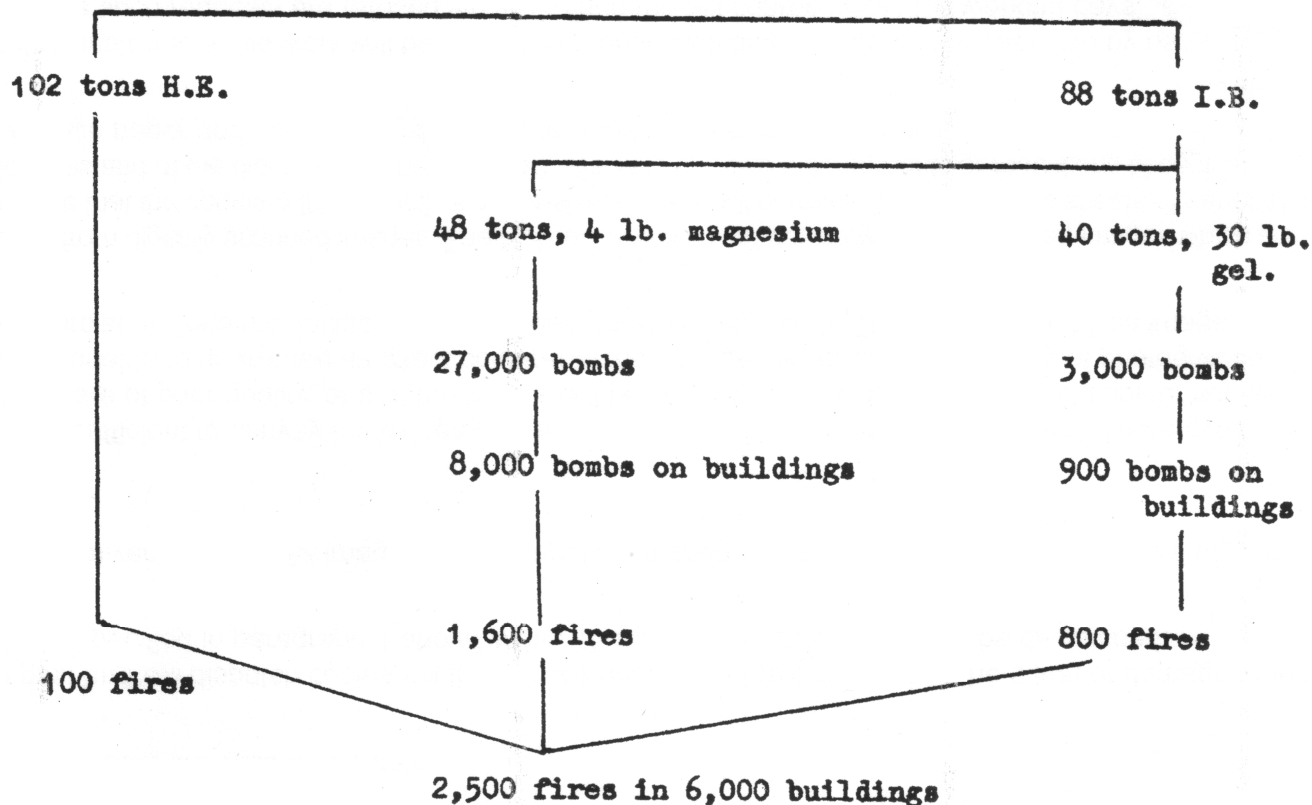 102 tons H.E.
88 tons I.B.
48 tons, 4 lb. magnesium
40 tons, 30 lb.
gel.
27,000 bombs
3,000 bombs
8,000 bombs on buildings
900 bombs on
buildings
1,600 fires
800 fires
100 fires
2,500 fires in 6,000 buildings